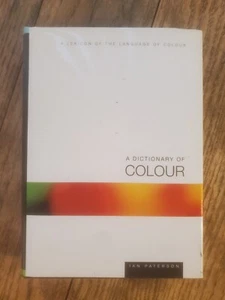 A LEXICON OF THE LANGUAGE OF COLOUR
A DICTIONARY OF
COLOUR
IAN PATERSON